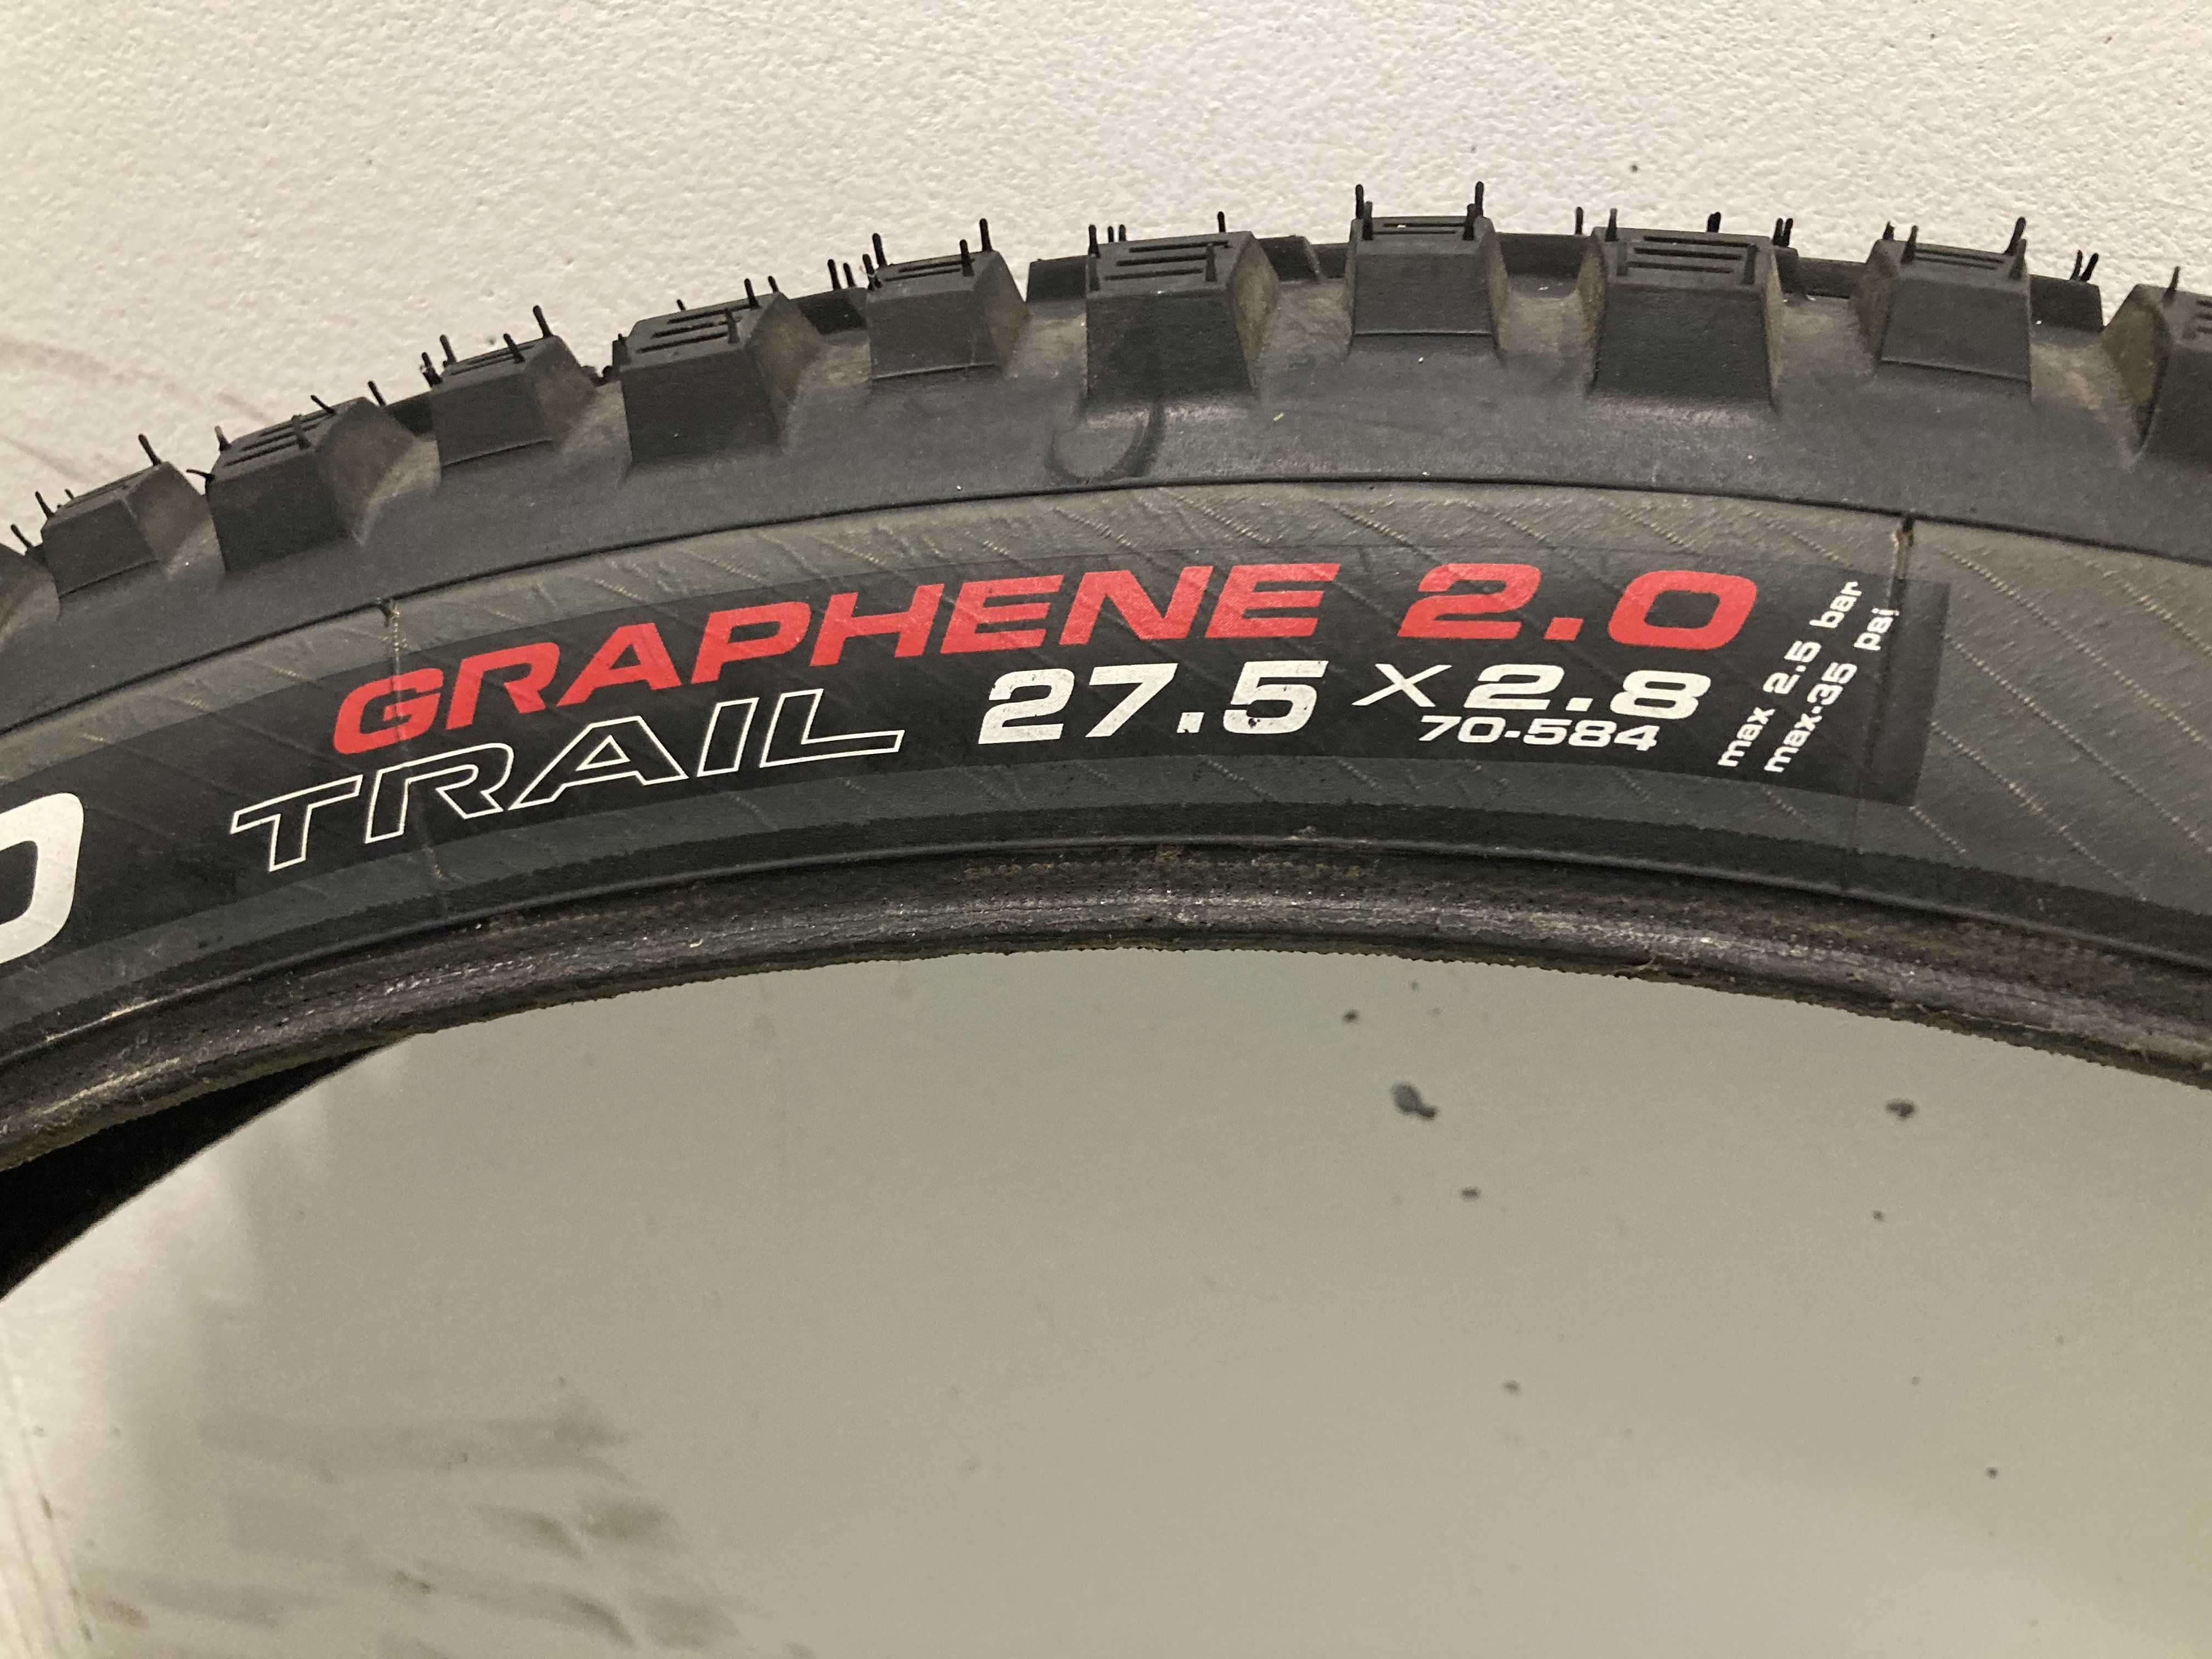 GRAPHENE 2.0
TRAIL 27.5 x 2.8
70-584
max 2.5 bar
max.35 psi